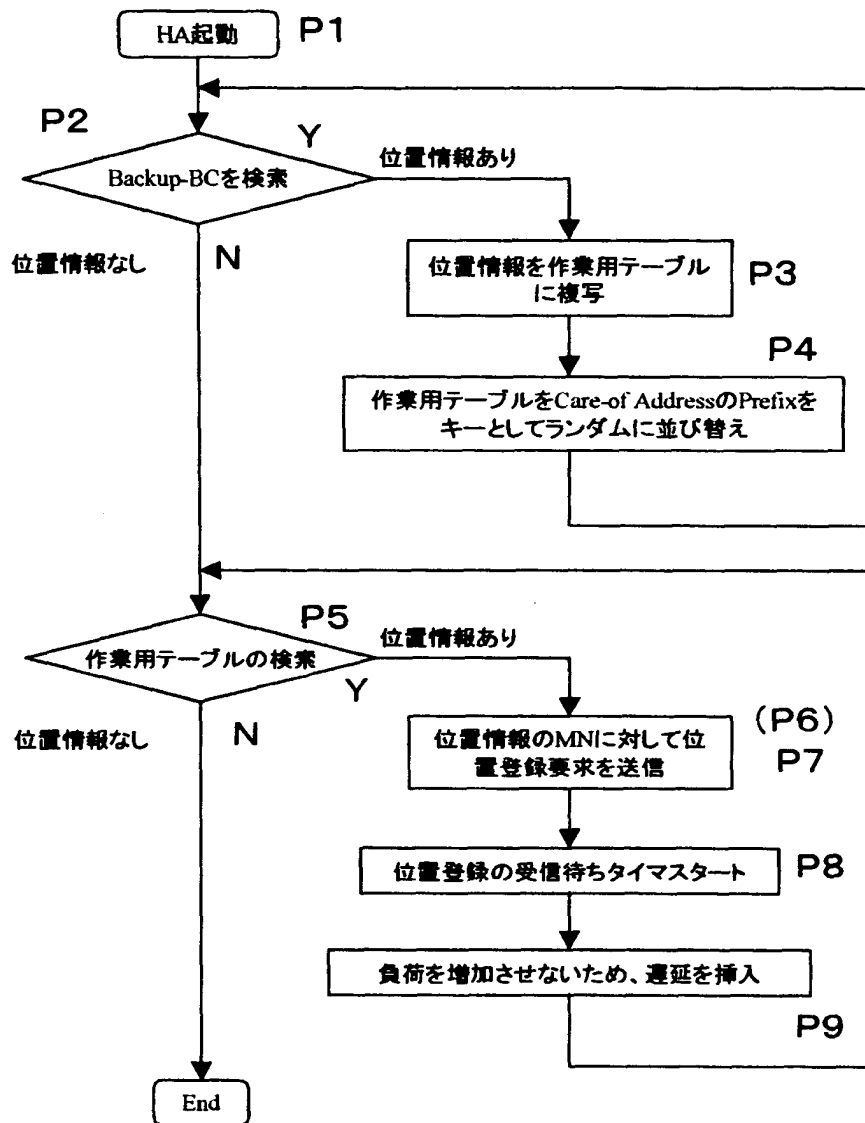 HA起動
P1
P2
Y
Backup-BCを検索
位置情報あり
位置情報なし
N
位置情報を作業用テーブル
に複写
P3
P4
作業用テーブルをCare-of AddressのPrefixを
キーとしてランダムに並び替え
P5
作業用テーブルの検索
位置情報あり
Y
位置情報なし
N
(P6)
位置情報のMNに対して位
置登録要求を送信
P7
位置登録の受信待ちタイマスタート
P8
負荷を増加させないため、遅延を挿入
P9
End